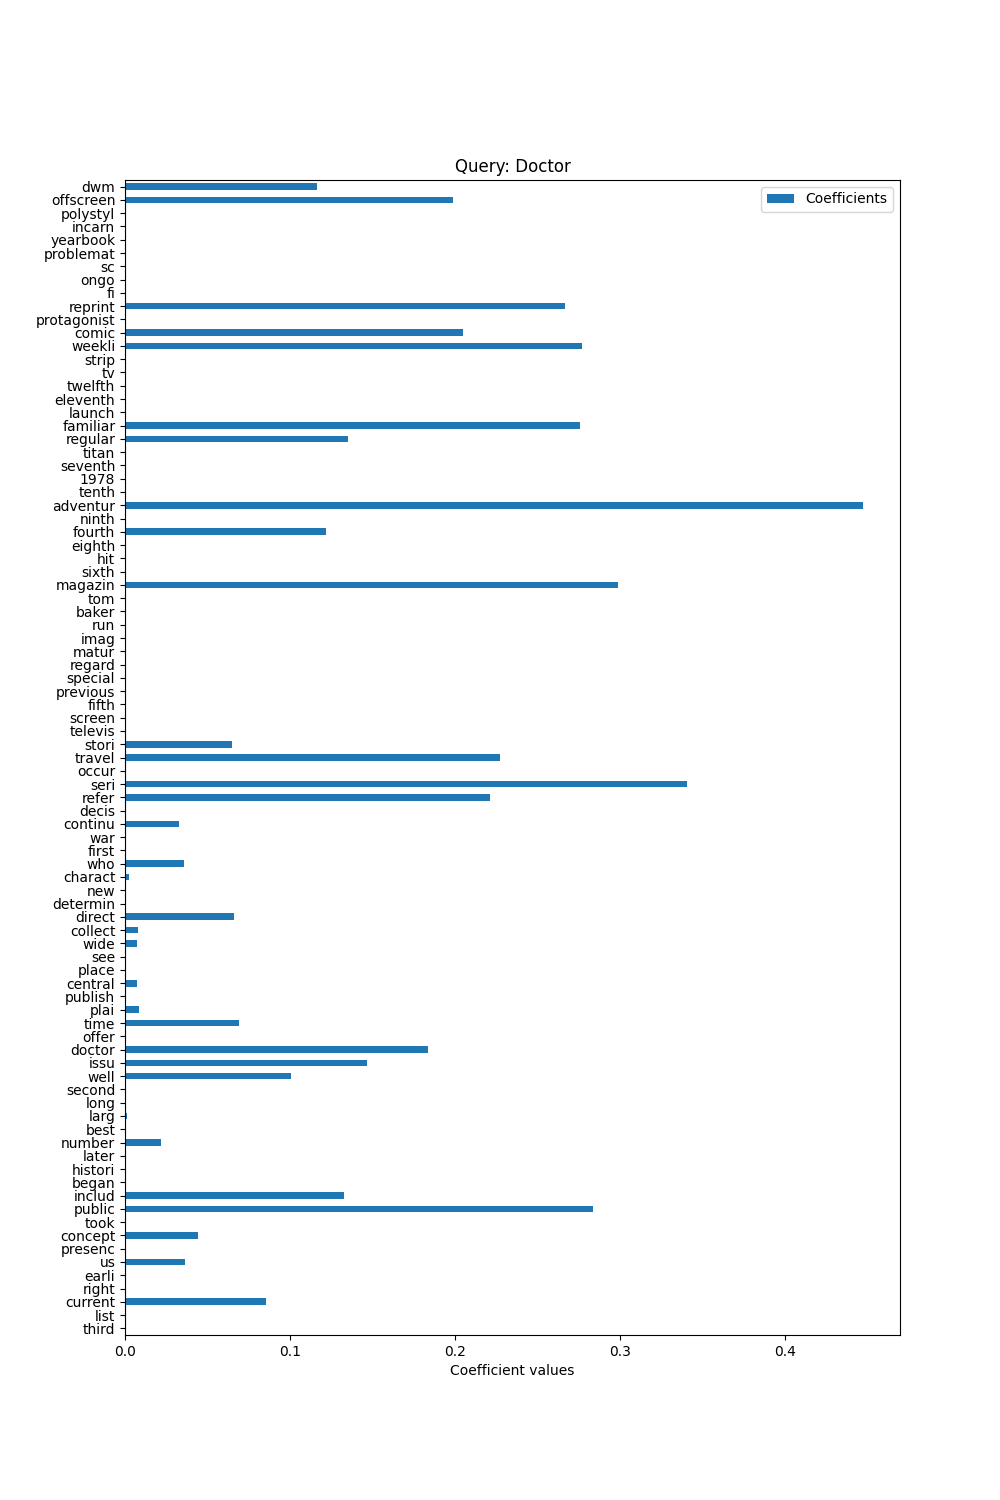 Query: Doctor
Coefficients
dwm
offscreen
polystyl
incarn
yearbook
problemat
sc
ongo
fi
reprint
protagonist
comic
weekli
strip
tv
twelfth
eleventh
launch
familiar
regular
titan
seventh
1978
tenth
adventur
ninth
fourth
eighth
hit
sixth
magazin
tom
baker
run
imag
matur
regard
special
previous
fifth
screen
televis
stori
travel
occur
seri
refer
decis
continu
war
first
who
charact
new
determin
direct
collect
wide
see
place
central
publish
plai
time
offer
doctor
issu
well
second
long
larg
best
number
later
histori
began
includ
public
took
concept
presenc
us
earli
right
current
list
third
0.0 0.1 0.2 0.3 0.4
Coefficient values